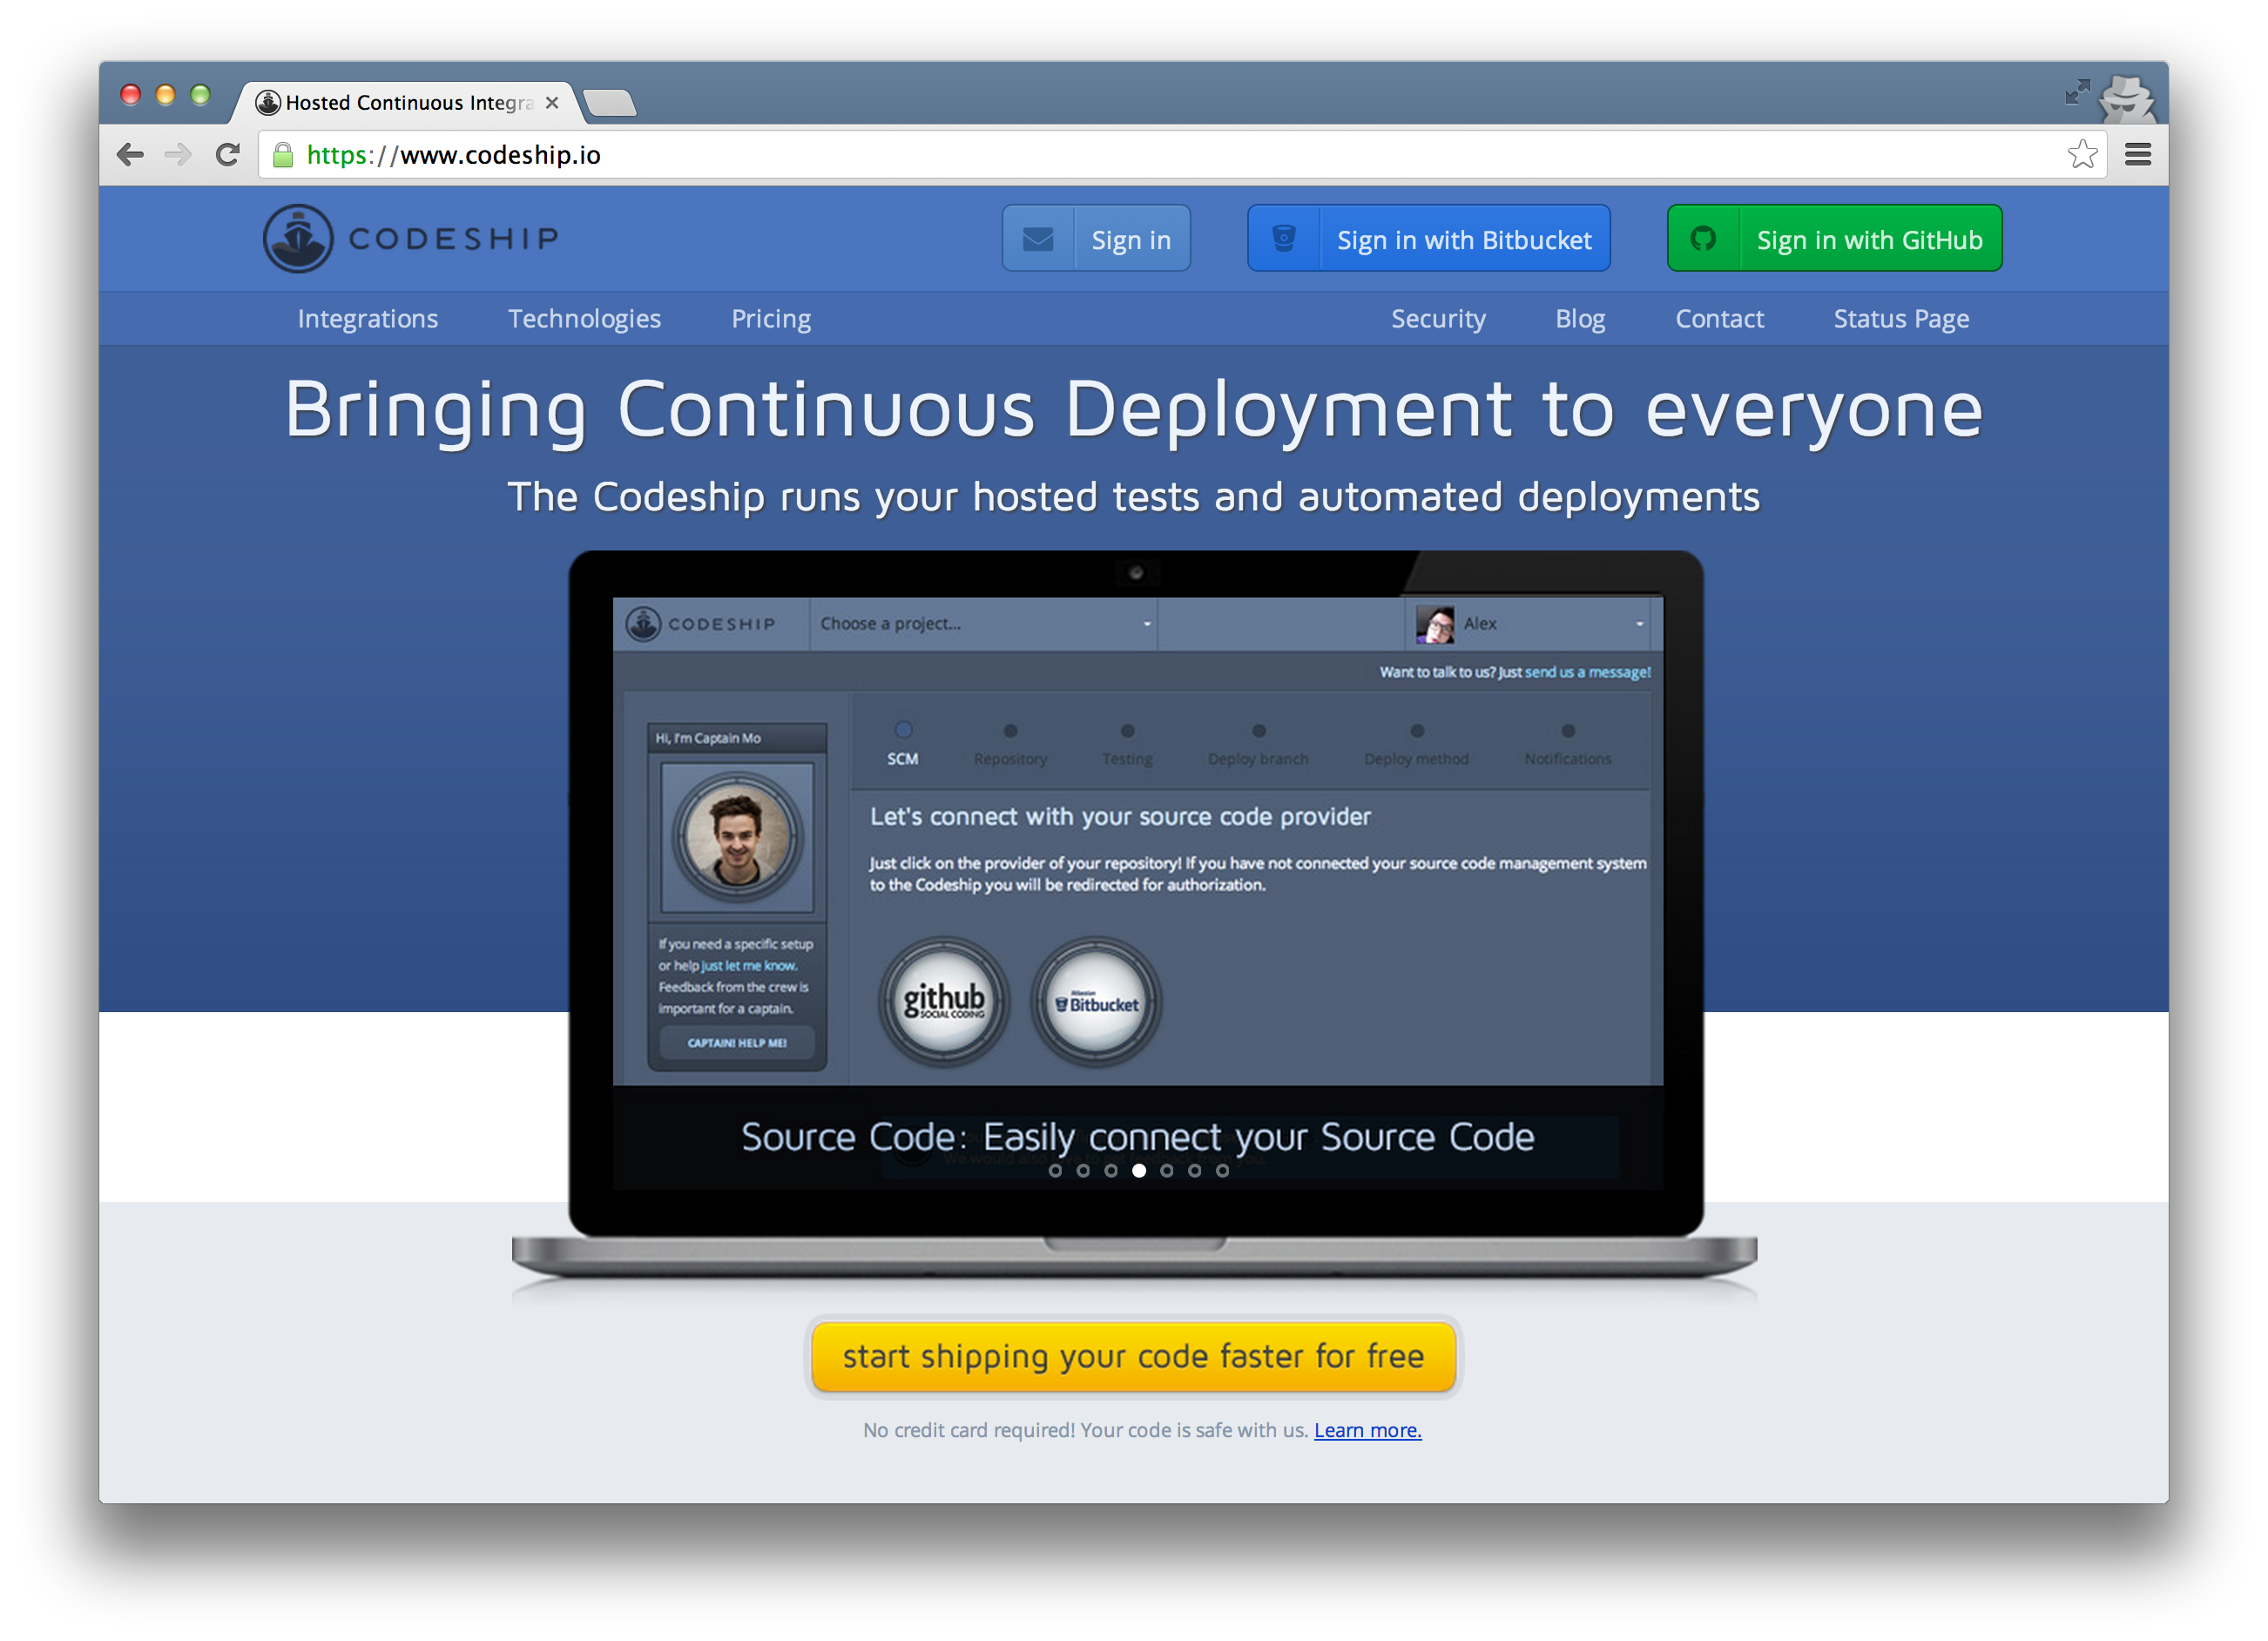 Hosted Continuous Integra
https://www.codeship.io
CODESHIP
Sign in
Sign in with Bitbucket
Sign in with GitHub
Integrations
Technologies
Pricing
Security
Blog
Contact
Status Page
Bringing Continuous Deployment to everyone
The Codeship runs your hosted tests and automated deployments
CODESHIP
Choose a project...
Alex
Want to talk to us? Just send us a message!
Hi, I'm Captain Mo
If you need a specific setup
or help just let me know.
Feedback from the crew is
important for a captain.
CAPTAIN! HELP ME!
SCM
Repository
Testing
Deploy branch
Deploy method
Notifications
Let's connect with your source code provider
Just click on the provider of your repository! If you have not connected your source code management system
to the Codeship you will be redirected for authorization.
github
SOCIAL CODING
Atlassian
Bitbucket
Source Code: Easily connect your Source Code
start shipping your code faster for free
No credit card required! Your code is safe with us. Learn more.